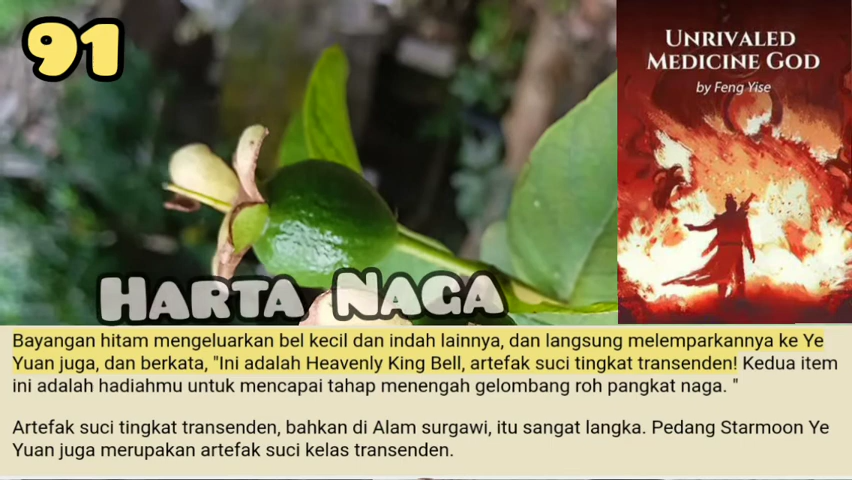 91
UNRIVALED
MEDICINE GOD
by Feng Yise
HARTA NAGA
Bayangan hitam mengeluarkan bel kecil dan indah lainnya, dan langsung melemparkannya ke Ye
Yuan juga, dan berkata, "Ini adalah Heavenly King Bell, artefak suci tingkat transenden! Kedua item
ini adalah hadiahmu untuk mencapai tahap menengah gelombang roh pangkat naga. "
Artefak suci tingkat transenden, bahkan di Alam surgawi, itu sangat langka. Pedang Starmoon Ye
Yuan juga merupakan artefak suci kelas transenden.